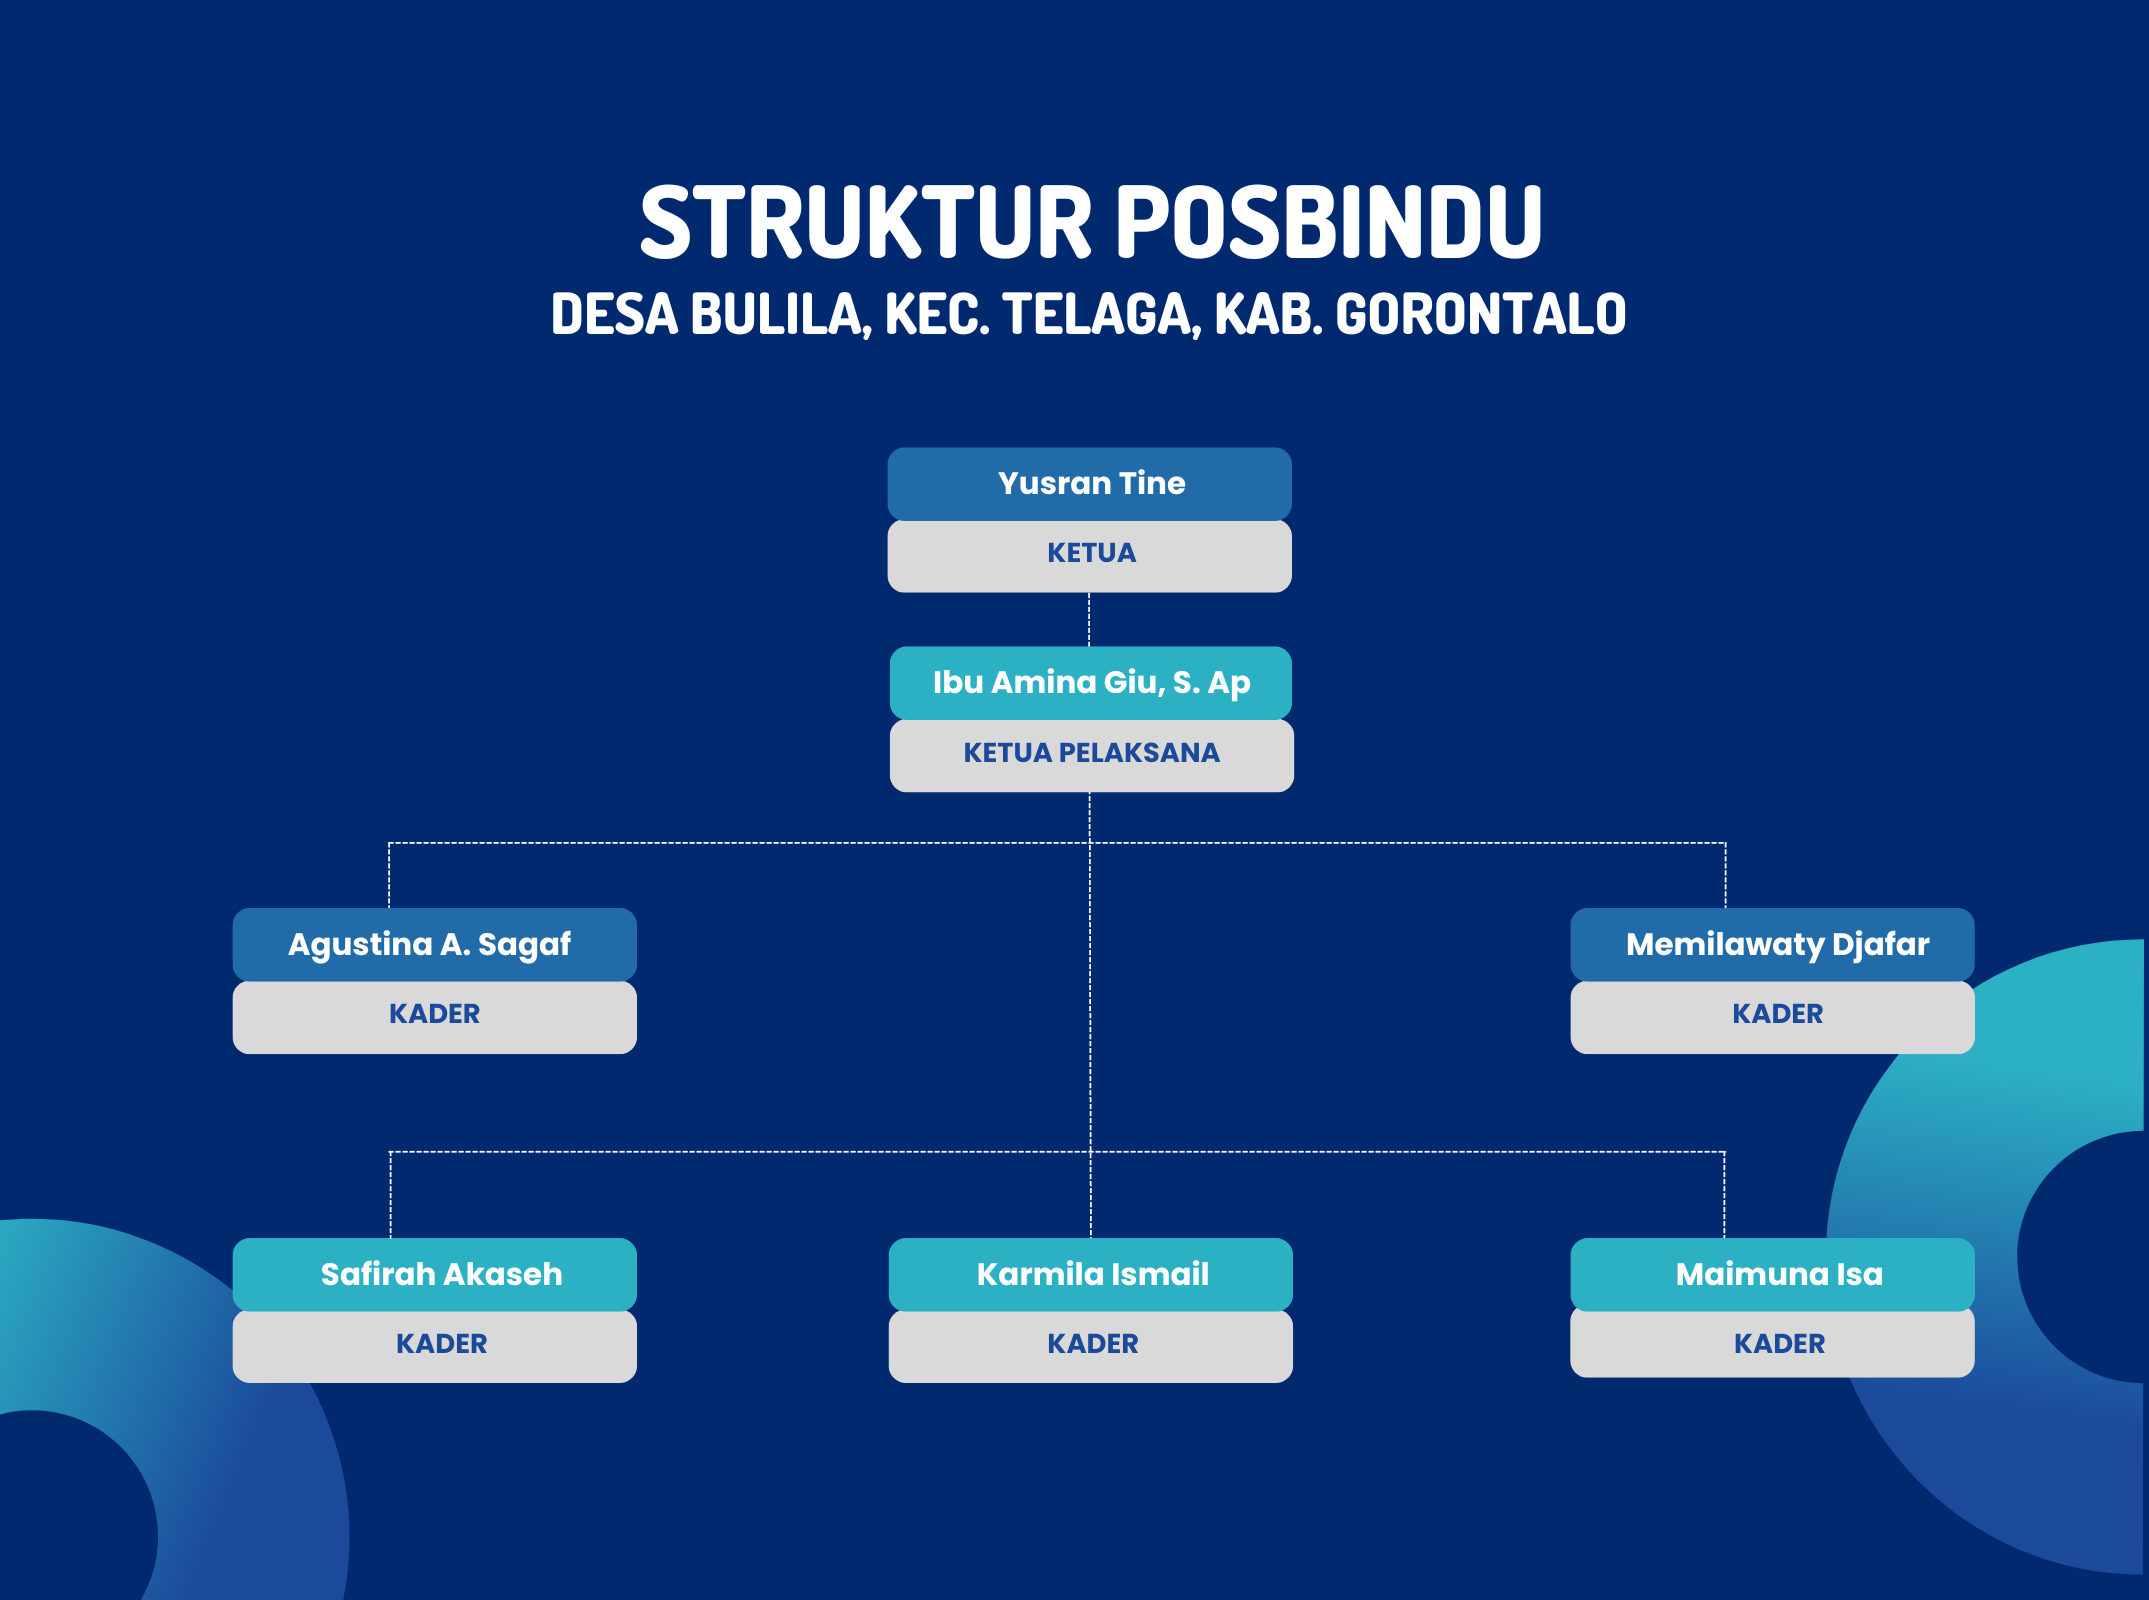 STRUKTUR POSBINDU
DESA BULILA, KEC. TELAGA, KAB. GORONTALO
Yusran Tine
KETUA
Ibu Amina Giu, S. Ap
KETUA PELAKSANA
Agustina A. Sagaf
KADER
Memilawaty Djafar
KADER
Safirah Akaseh
KADER
Karmila Ismail
KADER
Maimuna Isa
KADER